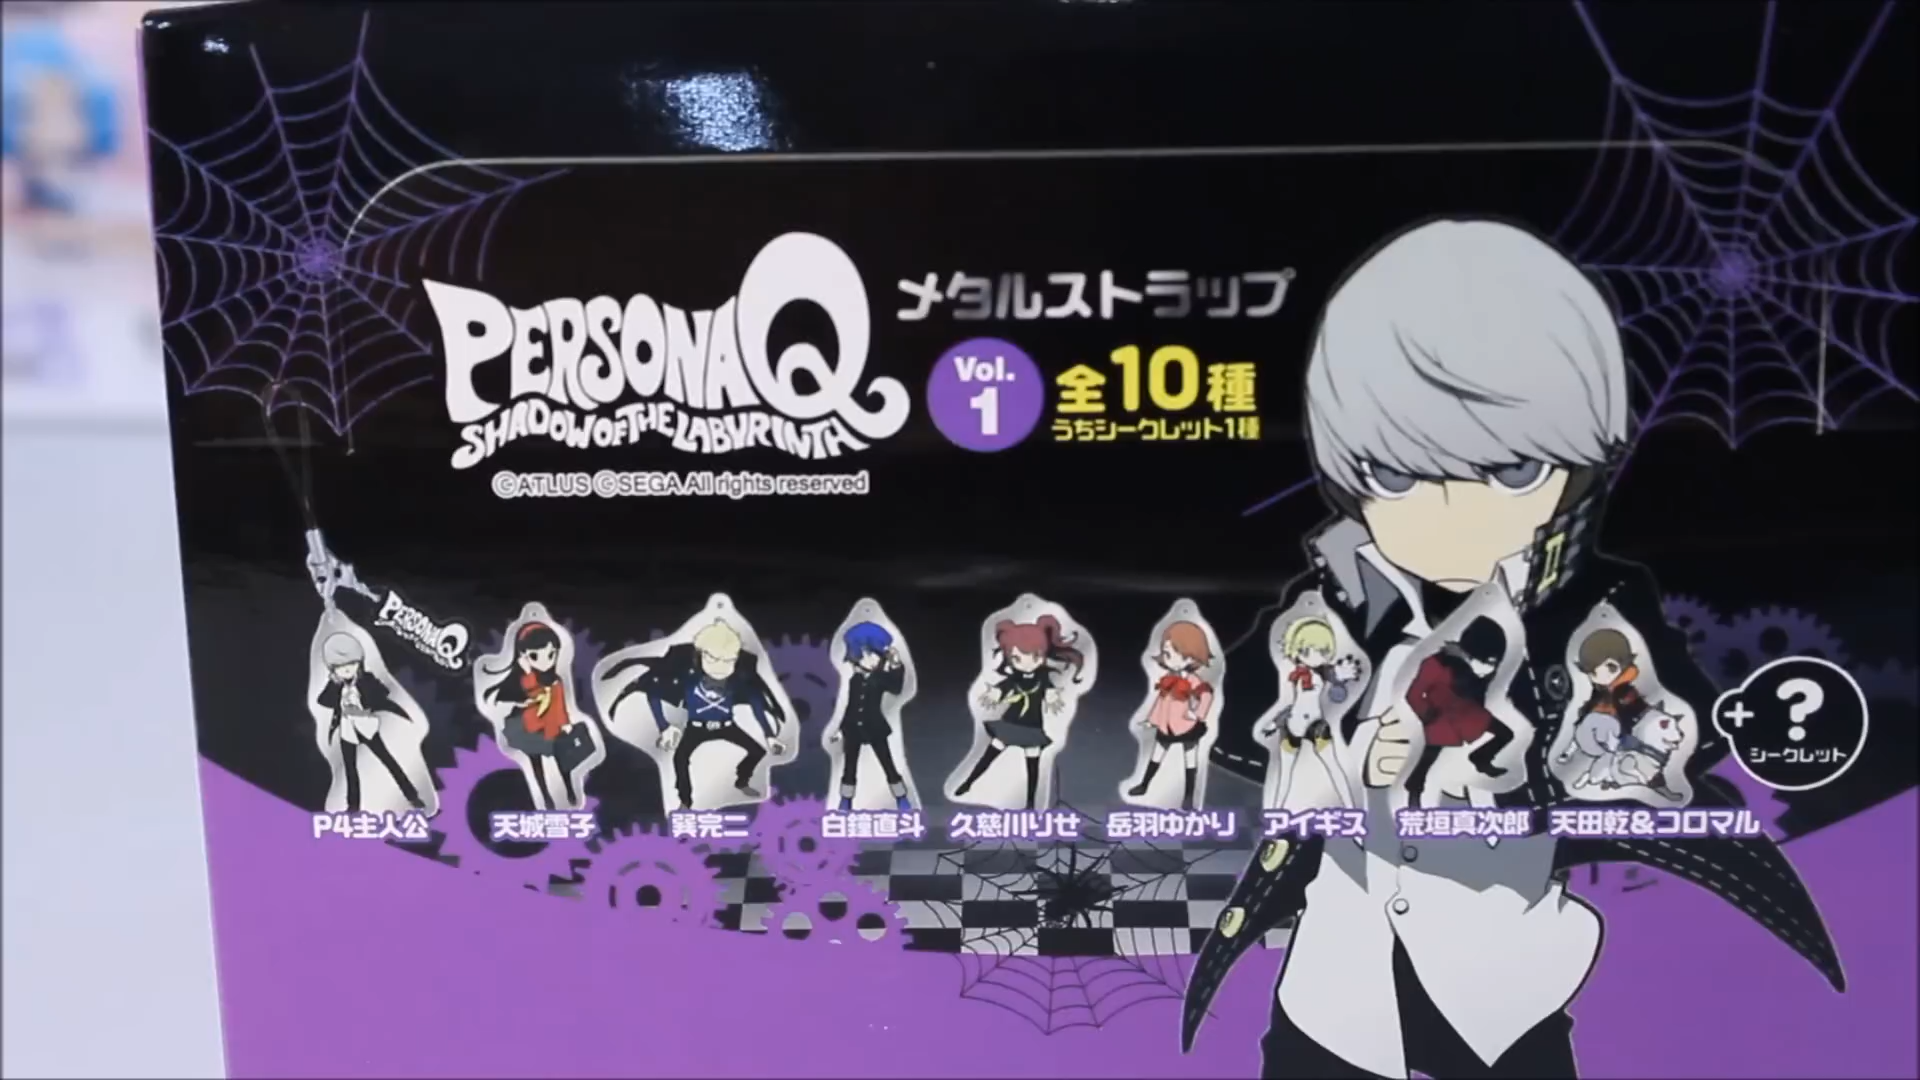 PERSONAQ
SHADOW OF THE LABYRINTH
©ATLUS ©SEGA All rights reserved
メタルストラップ
Vol.
1
全10種
うちシークレット1種
PERSONAQ
P4主人公
天城雪子
巽完二
白鐘直斗
久慈川りせ
岳羽ゆかり
アイギス
荒垣真次郎
天田乾&コロマル
+
?
シークレット